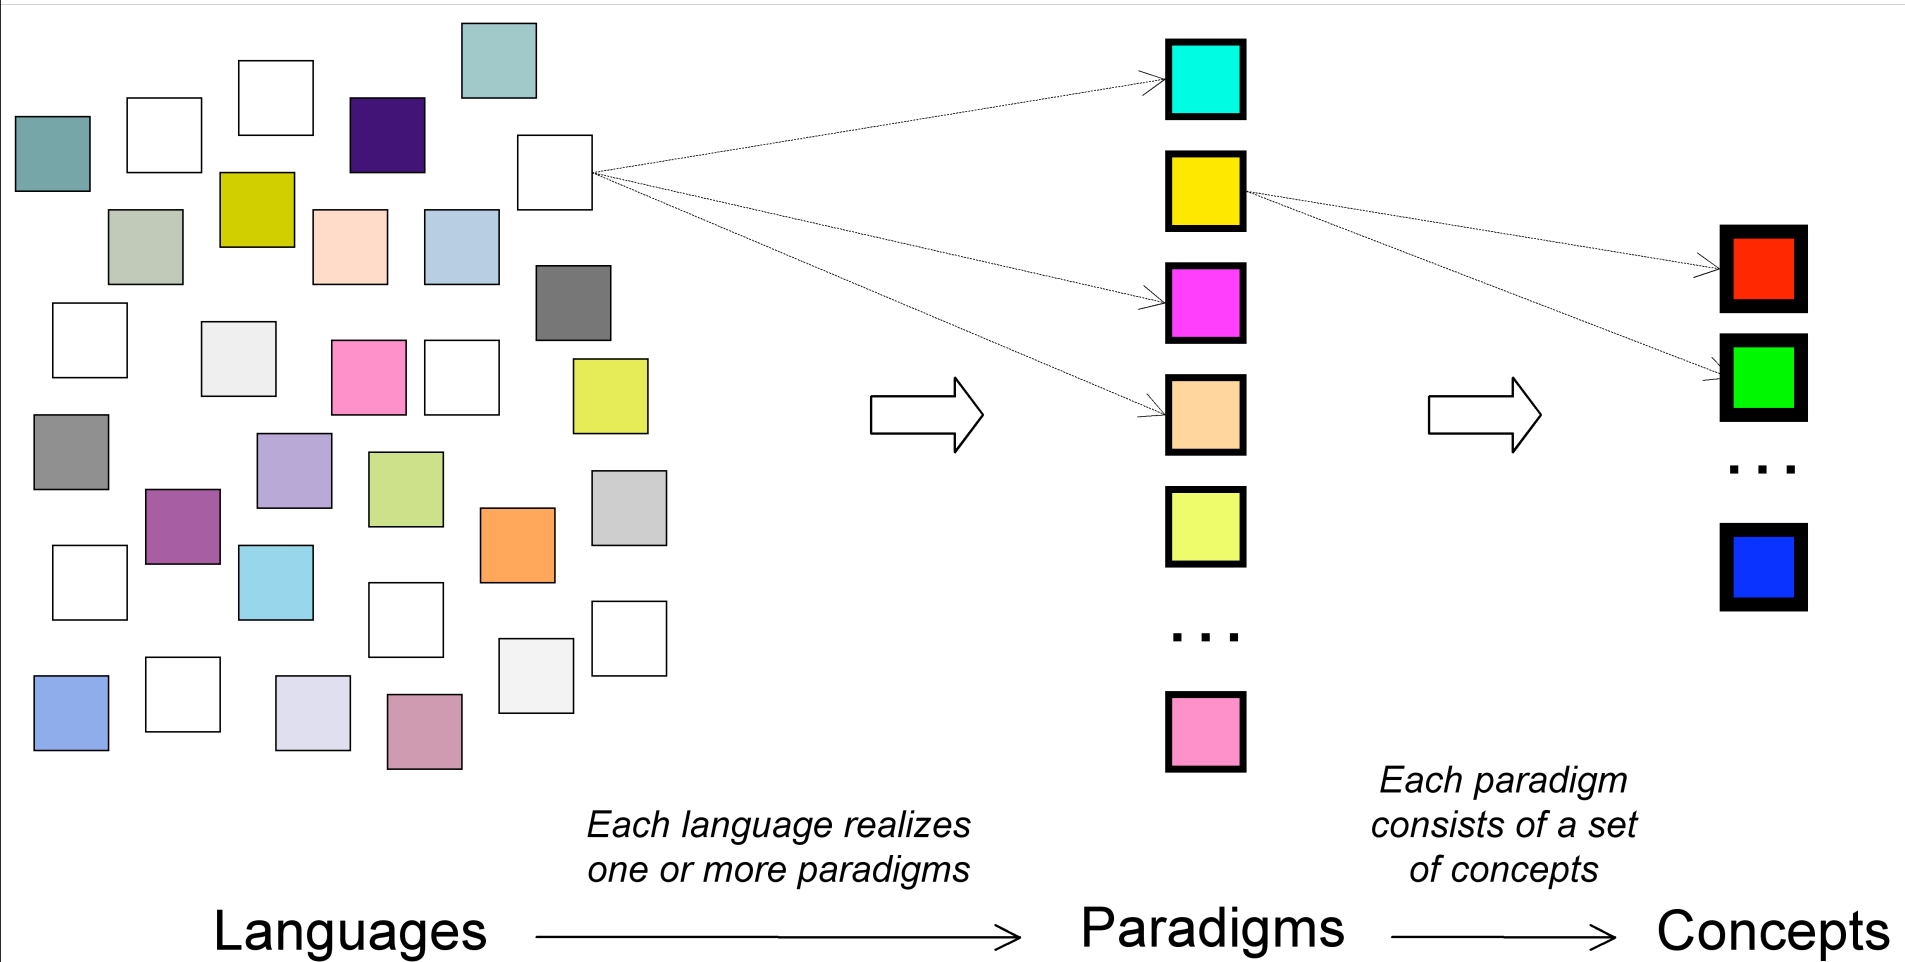 . . .
. . .
Each language realizes
one or more paradigms
Each paradigm
consists of a set
of concepts
Languages
Paradigms
Concepts